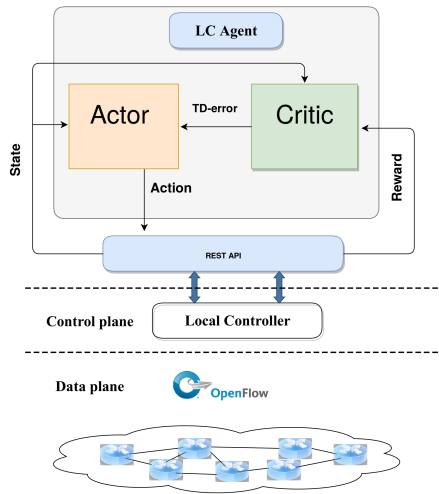 LC Agent
Actor
TD-error
Critic
State
Action
Reward
REST API
Control plane
Local Controller
Data plane
OpenFlow